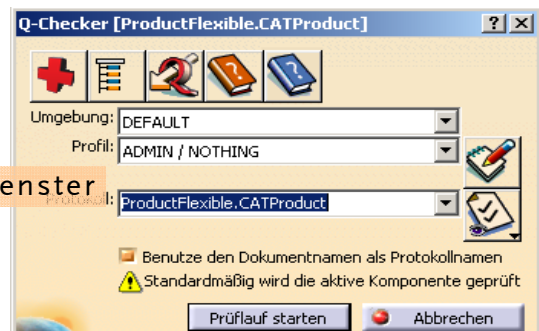 Q-Checker [ProductFlexible.CATProduct]
Umgebung: DEFAULT
Profil: ADMIN / NOTHING
enster
Protokoll: ProductFlexible.CATProduct
Benutze den Dokumentnamen als Protokollnamen
Standardmäßig wird die aktive Komponente geprüft
Prüflauf starten Abbrechen